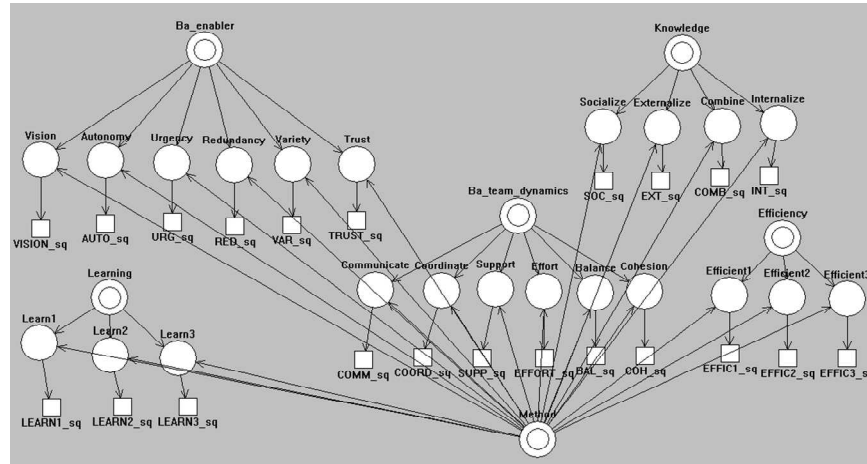 Ba_enabler
Knowledge
Socialize Externalize Combine Internalize
Vision Autonomy Urgency Redundancy Variety Trust
Ba_team_dynamics
SOC_sq EXT_sq COMB_sq INT_sq
VISION_sq AUTO_sq URG_sq RED_sq VAR_sq TRUST_sq
Efficiency
Learning
Communicate Coordinate Support Effort Balance Cohesion
Efficient1 Efficient2 Efficient3
Learn1 Learn2 Learn3
COMM_sq COORD_sq SUPP_sq EFFORT_sq BAL_sq COH_sq
EFFIC1_sq EFFIC2_sq EFFIC3_sq
LEARN1_sq LEARN2_sq LEARN3_sq
Method